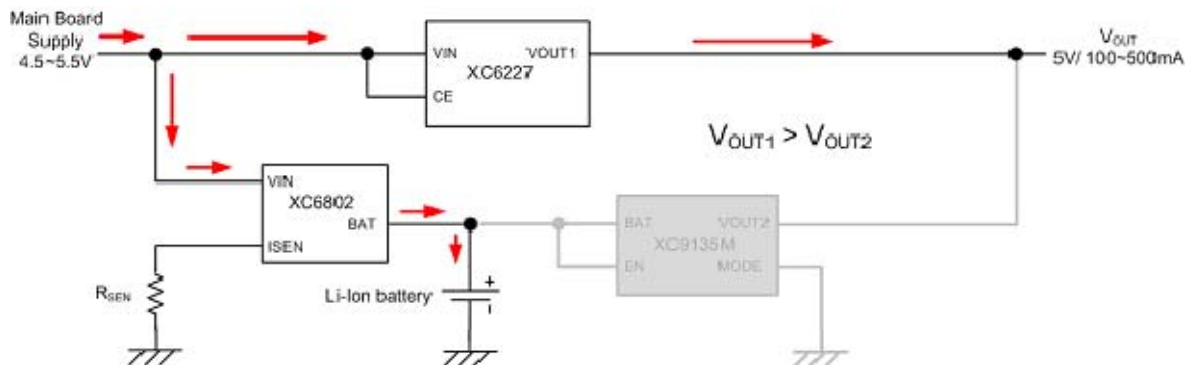 Main Board
Supply
4.5~5.5V
VIN
VOUT1
XC6227
CE
VOUT
5V/ 100~500mA
VOUT1 > VOUT2
VIN
XC6802
BAT
ISEN
RSEN
Li-Ion battery
+
-
BAT
VOUT2
XC9135M
EN
MODE